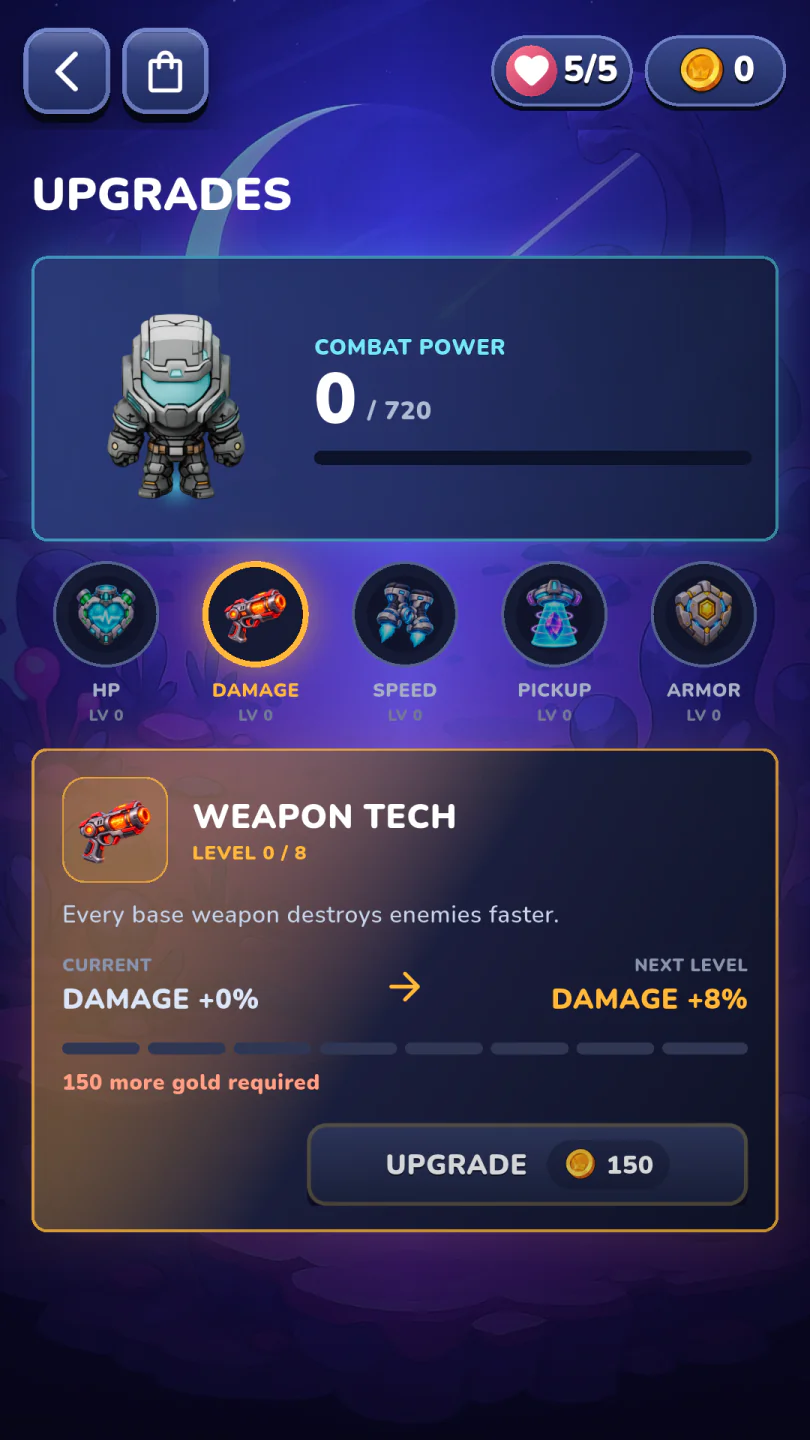 5/5
0
UPGRADES
COMBAT POWER
0 / 720
HP
DAMAGE
SPEED
PICKUP
ARMOR
LV 0
LV 0
LV 0
LV 0
LV 0
WEAPON TECH
LEVEL 0 / 8
Every base weapon destroys enemies faster.
CURRENT
NEXT LEVEL
DAMAGE +0%
DAMAGE +8%
150 more gold required
UPGRADE 150